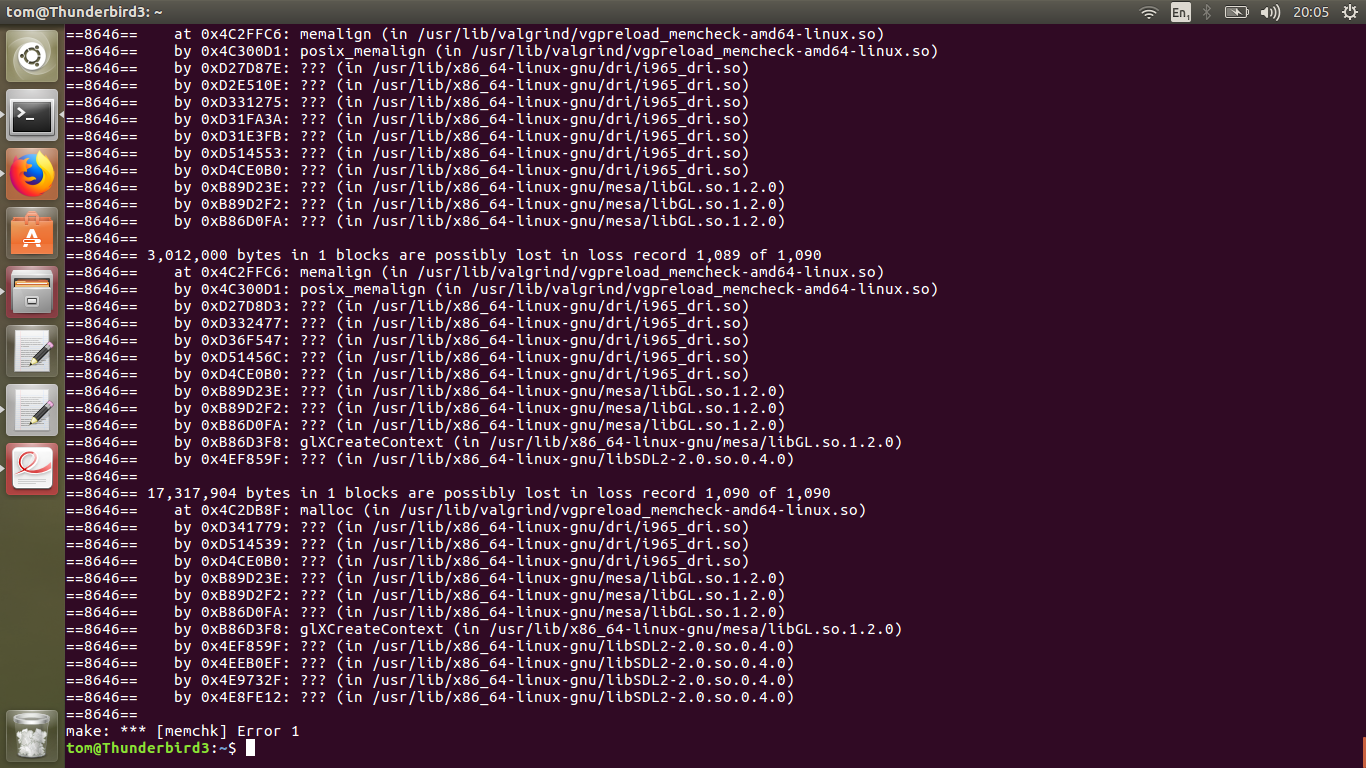 tom@Thunderbird3: ~
En1
20:05
==8646==    at 0x4C2FFC6: memalign (in /usr/lib/valgrind/vgpreload_memcheck-amd64-linux.so)
==8646==    by 0x4C300D1: posix_memalign (in /usr/lib/valgrind/vgpreload_memcheck-amd64-linux.so)
==8646==    by 0xD27D87E: ??? (in /usr/lib/x86_64-linux-gnu/dri/i965_dri.so)
==8646==    by 0xD2E510E: ??? (in /usr/lib/x86_64-linux-gnu/dri/i965_dri.so)
==8646==    by 0xD331275: ??? (in /usr/lib/x86_64-linux-gnu/dri/i965_dri.so)
==8646==    by 0xD31FA3A: ??? (in /usr/lib/x86_64-linux-gnu/dri/i965_dri.so)
==8646==    by 0xD31E3FB: ??? (in /usr/lib/x86_64-linux-gnu/dri/i965_dri.so)
==8646==    by 0xD514553: ??? (in /usr/lib/x86_64-linux-gnu/dri/i965_dri.so)
==8646==    by 0xD4CE0B0: ??? (in /usr/lib/x86_64-linux-gnu/dri/i965_dri.so)
==8646==    by 0xB89D23E: ??? (in /usr/lib/x86_64-linux-gnu/mesa/libGL.so.1.2.0)
==8646==    by 0xB89D2F2: ??? (in /usr/lib/x86_64-linux-gnu/mesa/libGL.so.1.2.0)
==8646==    by 0xB86D0FA: ??? (in /usr/lib/x86_64-linux-gnu/mesa/libGL.so.1.2.0)
==8646==
==8646== 3,012,000 bytes in 1 blocks are possibly lost in loss record 1,089 of 1,090
==8646==    at 0x4C2FFC6: memalign (in /usr/lib/valgrind/vgpreload_memcheck-amd64-linux.so)
==8646==    by 0x4C300D1: posix_memalign (in /usr/lib/valgrind/vgpreload_memcheck-amd64-linux.so)
==8646==    by 0xD27D8D3: ??? (in /usr/lib/x86_64-linux-gnu/dri/i965_dri.so)
==8646==    by 0xD332477: ??? (in /usr/lib/x86_64-linux-gnu/dri/i965_dri.so)
==8646==    by 0xD36F547: ??? (in /usr/lib/x86_64-linux-gnu/dri/i965_dri.so)
==8646==    by 0xD51456C: ??? (in /usr/lib/x86_64-linux-gnu/dri/i965_dri.so)
==8646==    by 0xD4CE0B0: ??? (in /usr/lib/x86_64-linux-gnu/dri/i965_dri.so)
==8646==    by 0xB89D23E: ??? (in /usr/lib/x86_64-linux-gnu/mesa/libGL.so.1.2.0)
==8646==    by 0xB89D2F2: ??? (in /usr/lib/x86_64-linux-gnu/mesa/libGL.so.1.2.0)
==8646==    by 0xB86D0FA: ??? (in /usr/lib/x86_64-linux-gnu/mesa/libGL.so.1.2.0)
==8646==    by 0xB86D3F8: glXCreateContext (in /usr/lib/x86_64-linux-gnu/mesa/libGL.so.1.2.0)
==8646==    by 0x4EF859F: ??? (in /usr/lib/x86_64-linux-gnu/libSDL2-2.0.so.0.4.0)
==8646==
==8646== 17,317,904 bytes in 1 blocks are possibly lost in loss record 1,090 of 1,090
==8646==    at 0x4C2DB8F: malloc (in /usr/lib/valgrind/vgpreload_memcheck-amd64-linux.so)
==8646==    by 0xD341779: ??? (in /usr/lib/x86_64-linux-gnu/dri/i965_dri.so)
==8646==    by 0xD514539: ??? (in /usr/lib/x86_64-linux-gnu/dri/i965_dri.so)
==8646==    by 0xD4CE0B0: ??? (in /usr/lib/x86_64-linux-gnu/dri/i965_dri.so)
==8646==    by 0xB89D23E: ??? (in /usr/lib/x86_64-linux-gnu/mesa/libGL.so.1.2.0)
==8646==    by 0xB89D2F2: ??? (in /usr/lib/x86_64-linux-gnu/mesa/libGL.so.1.2.0)
==8646==    by 0xB86D0FA: ??? (in /usr/lib/x86_64-linux-gnu/mesa/libGL.so.1.2.0)
==8646==    by 0xB86D3F8: glXCreateContext (in /usr/lib/x86_64-linux-gnu/mesa/libGL.so.1.2.0)
==8646==    by 0x4EF859F: ??? (in /usr/lib/x86_64-linux-gnu/libSDL2-2.0.so.0.4.0)
==8646==    by 0x4EEB0EF: ??? (in /usr/lib/x86_64-linux-gnu/libSDL2-2.0.so.0.4.0)
==8646==    by 0x4E9732F: ??? (in /usr/lib/x86_64-linux-gnu/libSDL2-2.0.so.0.4.0)
==8646==    by 0x4E8FE12: ??? (in /usr/lib/x86_64-linux-gnu/libSDL2-2.0.so.0.4.0)
==8646==
make: *** [memchk] Error 1
tom@Thunderbird3:~$